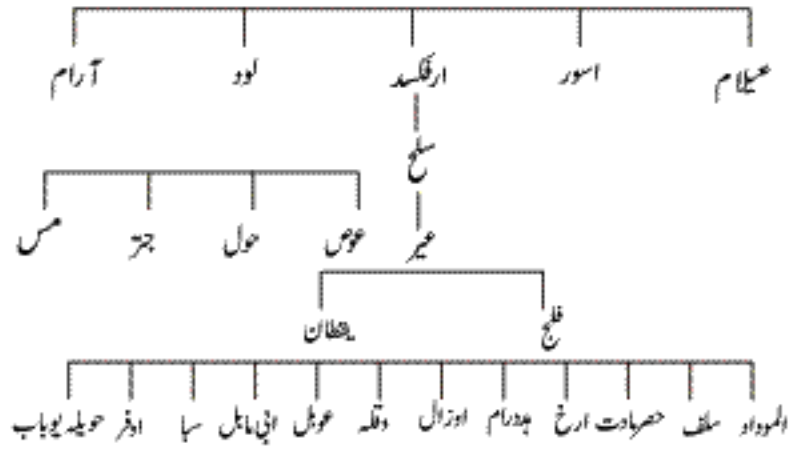 عیلام اسور ارفکسد لود آرام
سلح
عوص حول جتر مس
عبر
فلج یقطان
الموداد سلف حصرمادت ارخ ہدورام اوزال دقلہ عوبل ابی مایل سبا اوفر حویلہ یوباب